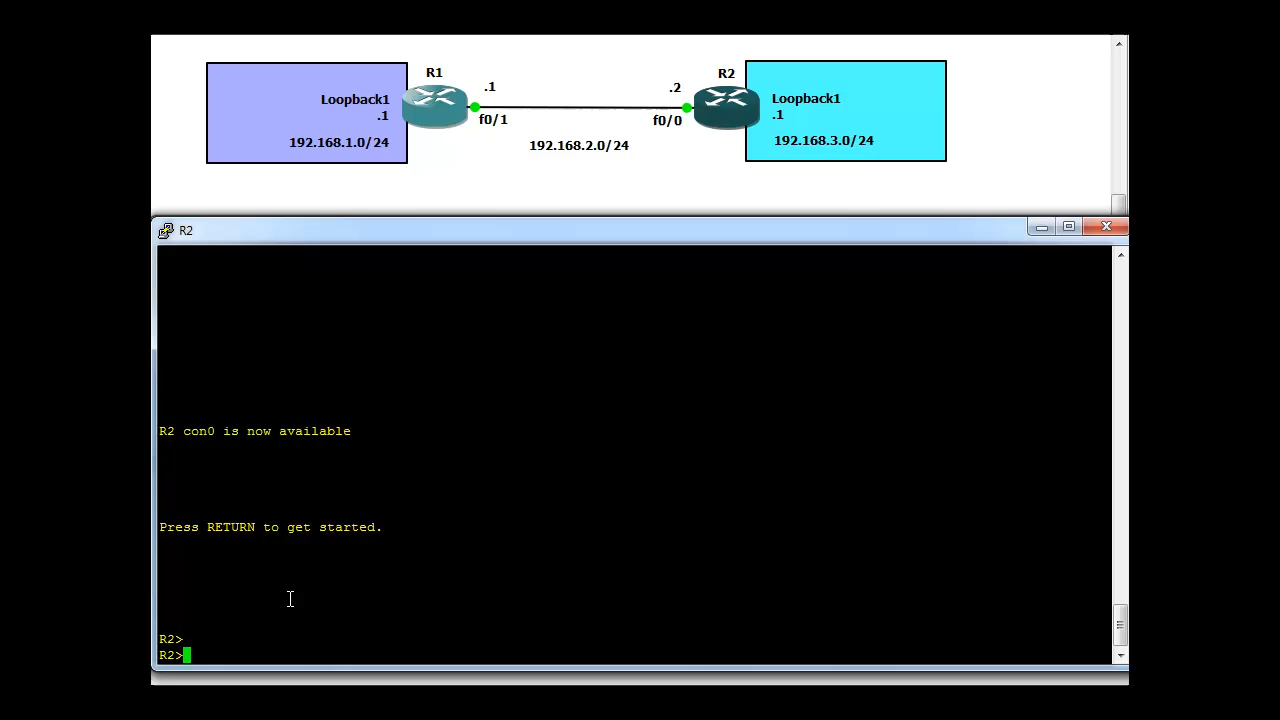 R1
R2
.1
.2
Loopback1
.1
192.168.1.0/24
f0/1
f0/0
192.168.2.0/24
Loopback1
.1
192.168.3.0/24
R2
R2 con0 is now available
Press RETURN to get started.
R2>
R2>